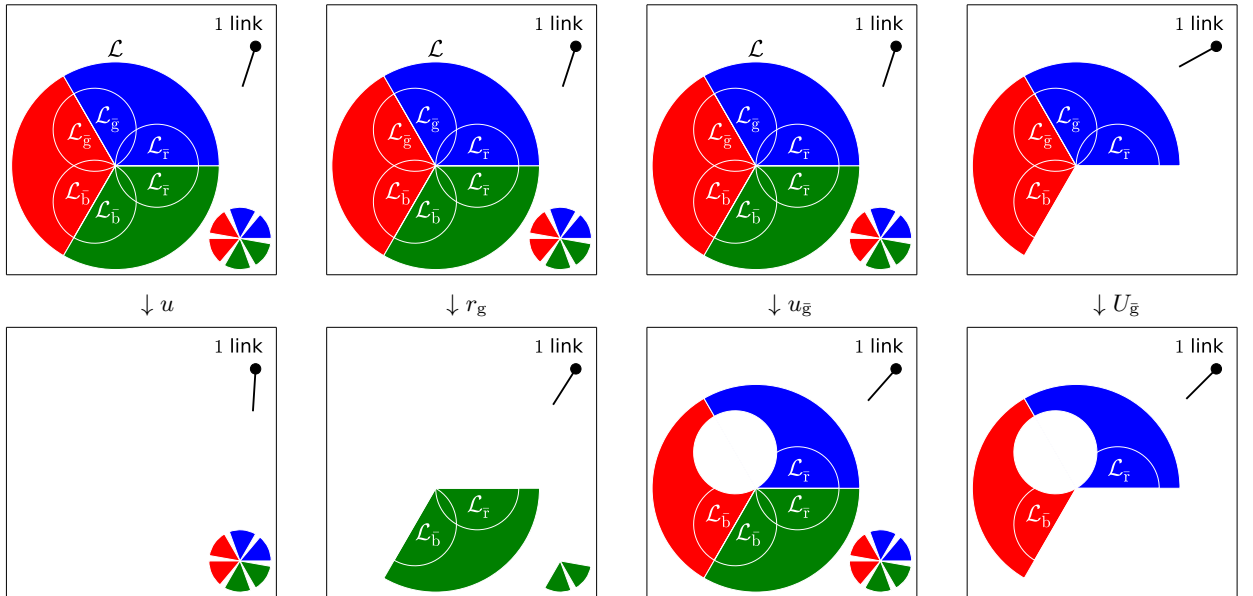 1 link
ℒ
ℒ_ḡ
ℒ_ḡ
ℒ_r̄
ℒ_r̄
ℒ_b̄
ℒ_b̄
1 link
ℒ
ℒ_ḡ
ℒ_ḡ
ℒ_r̄
ℒ_r̄
ℒ_b̄
ℒ_b̄
1 link
ℒ
ℒ_ḡ
ℒ_ḡ
ℒ_r̄
ℒ_r̄
ℒ_b̄
ℒ_b̄
1 link
ℒ_ḡ
ℒ_ḡ
ℒ_r̄
ℒ_b̄
↓ u
↓ r_g
↓ u_ḡ
↓ U_ḡ
1 link
1 link
ℒ_r̄
ℒ_b̄
1 link
ℒ_r̄
ℒ_b̄
ℒ_b̄
1 link
ℒ_r̄
ℒ_b̄